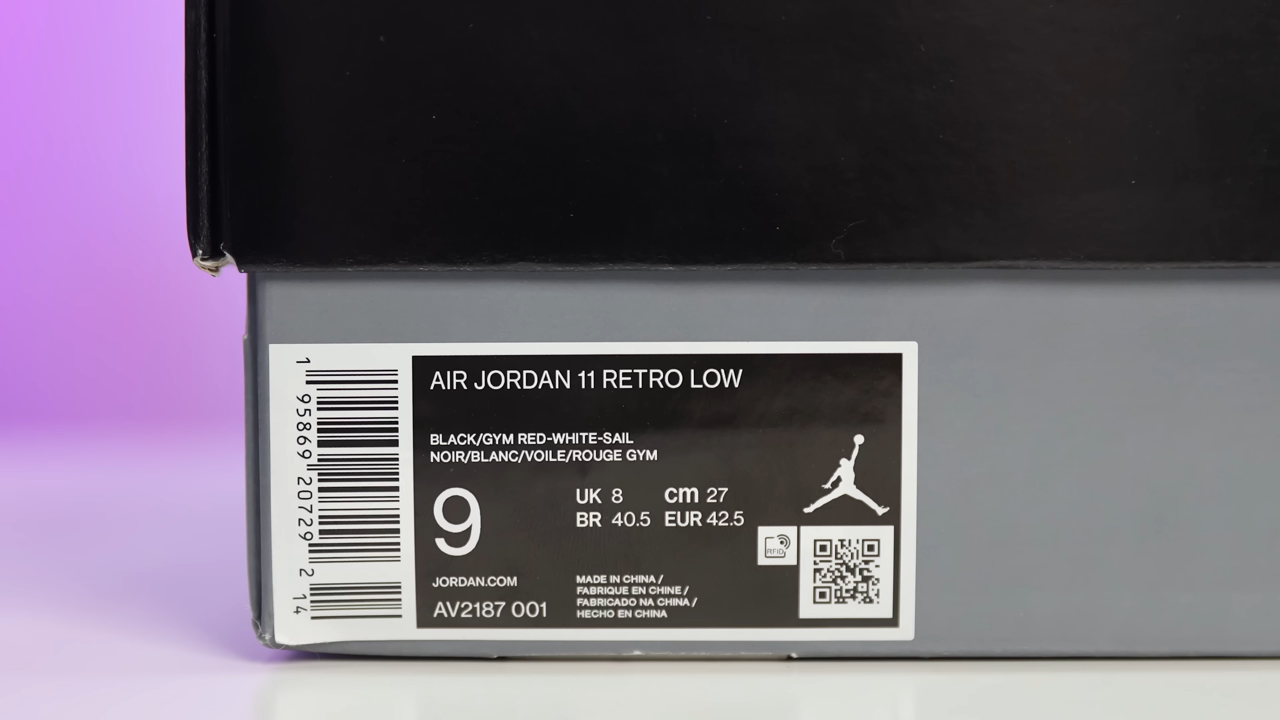 AIR JORDAN 11 RETRO LOW
BLACK/GYM RED-WHITE-SAIL
NOIR/BLANC/VOILE/ROUGE GYM
9
UK 8 cm 27
BR 40.5 EUR 42.5
JORDAN.COM
AV2187 001
MADE IN CHINA /
FABRIQUE EN CHINE /
FABRICADO NA CHINA /
HECHO EN CHINA
RFID
1 95869 20729 2 14